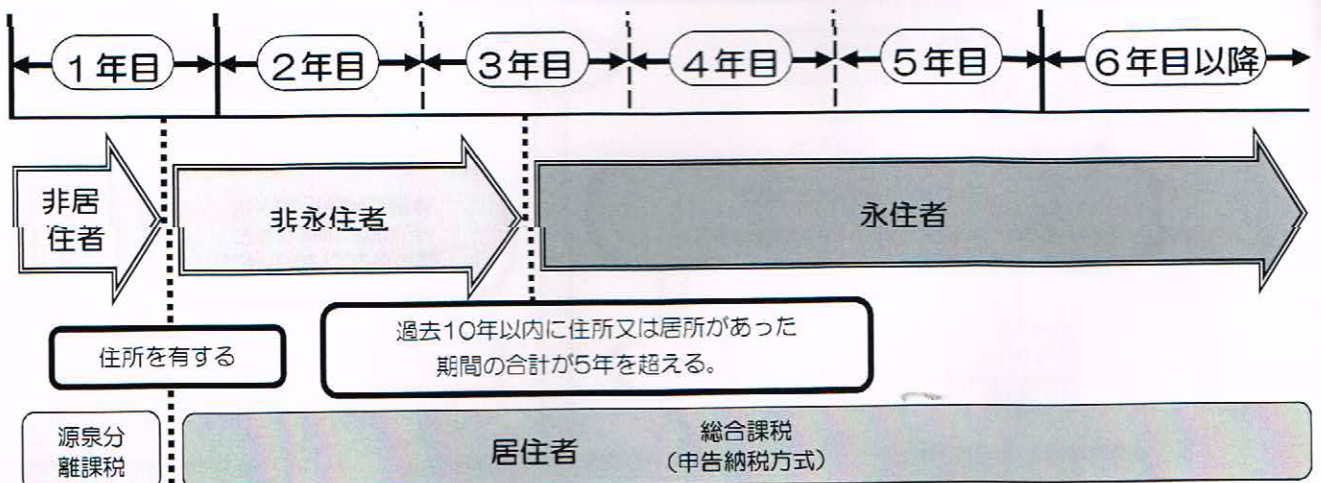 1年目
2年目
3年目
4年目
5年目
6年目以降
非居
住者
非永住者
永住者
住所を有する
過去10年以内に住所又は居所があった
期間の合計が5年を超える。
源泉分
離課税
居住者
総合課税
(申告納税方式)